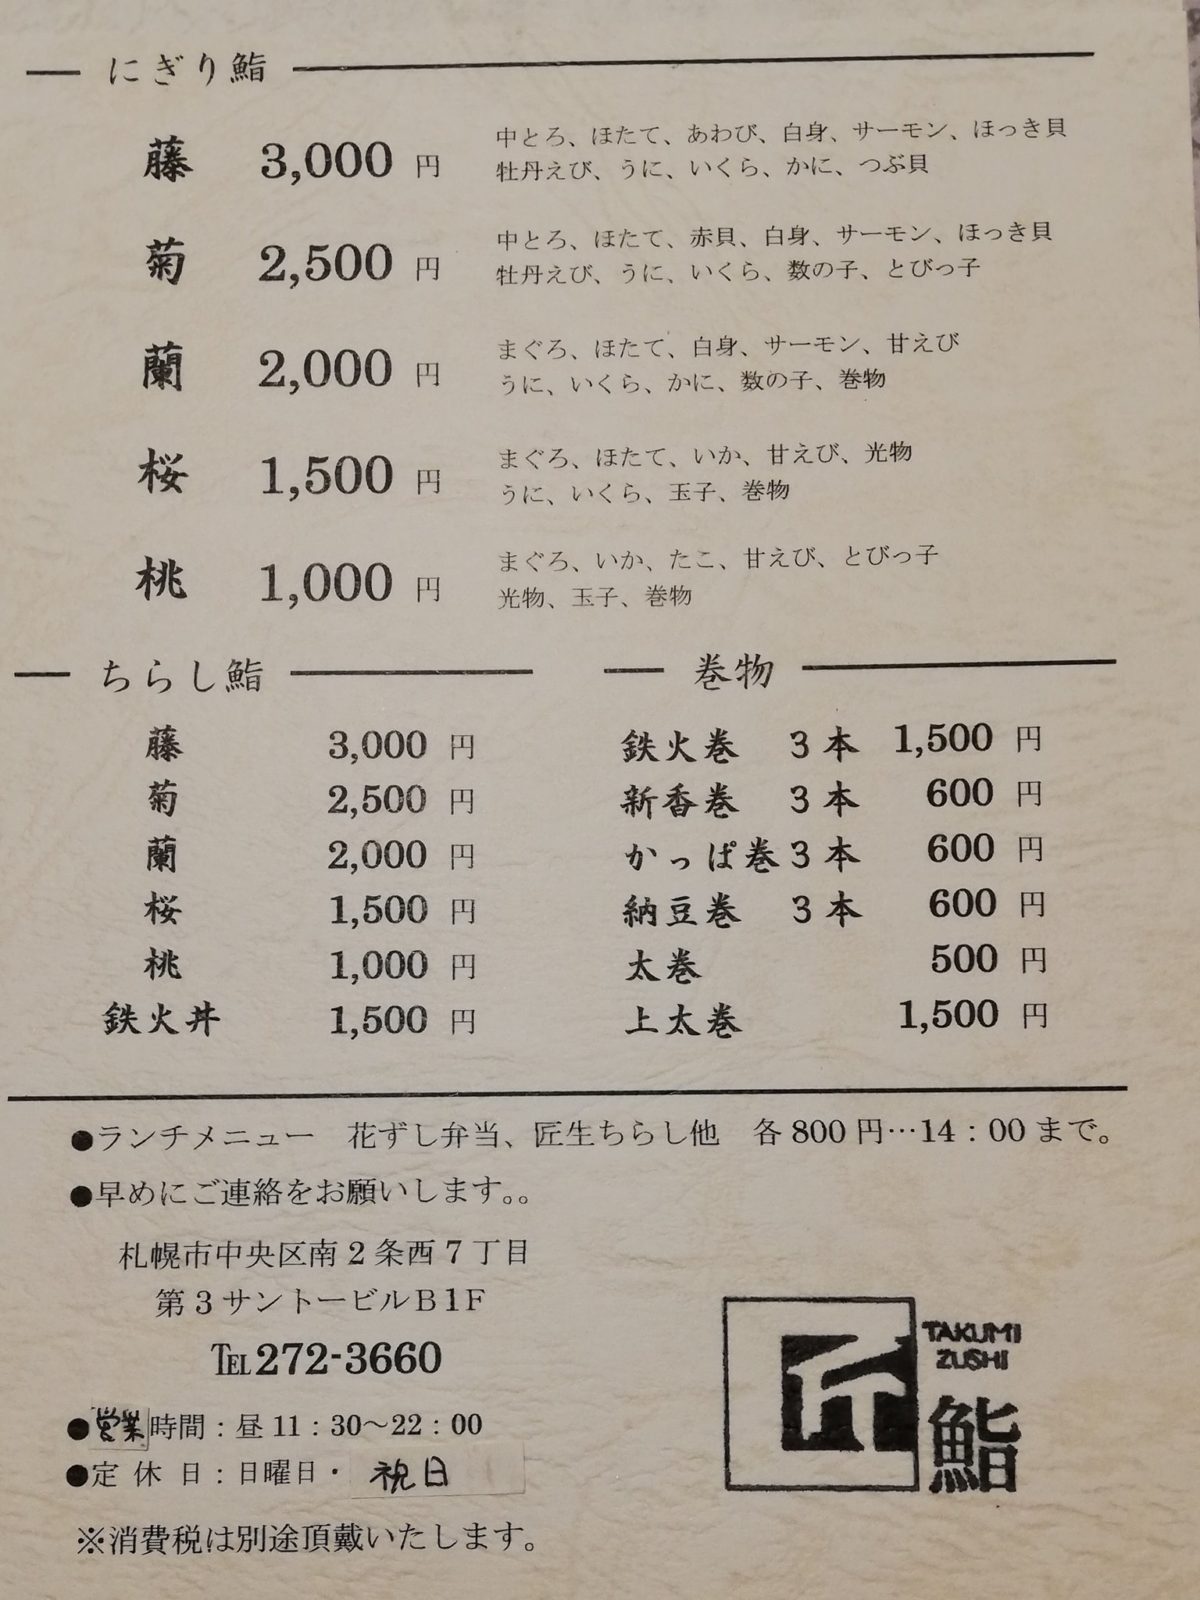 にぎり鮨
藤 3,000 円 中とろ、ほたて、あわび、白身、サーモン、ほっき貝
牡丹えび、うに、いくら、かに、つぶ貝
菊 2,500 円 中とろ、ほたて、赤貝、白身、サーモン、ほっき貝
牡丹えび、うに、いくら、数の子、とびっ子
蘭 2,000 円 まぐろ、ほたて、白身、サーモン、甘えび
うに、いくら、かに、数の子、巻物
桜 1,500 円 まぐろ、ほたて、いか、甘えび、光物
うに、いくら、玉子、巻物
桃 1,000 円 まぐろ、いか、たこ、甘えび、とびっ子
光物、玉子、巻物
ちらし鮨
藤 3,000 円
菊 2,500 円
蘭 2,000 円
桜 1,500 円
桃 1,000 円
鉄火丼 1,500 円
巻物
鉄火巻 3本 1,500 円
新香巻 3本 600 円
かっぱ巻3本 600 円
納豆巻 3本 600 円
太巻 500 円
上太巻 1,500 円
●ランチメニュー 花ずし弁当、匠生ちらし他 各800円…14：00まで。
●早めにご連絡をお願いします。。
札幌市中央区南2条西7丁目
第3サントービルB1F
℡272-3660
●営業時間：昼11：30～22：00
●定休日：日曜日・祝日
※消費税は別途頂戴いたします。
匠
TAKUMI
ZUSHI
鮨